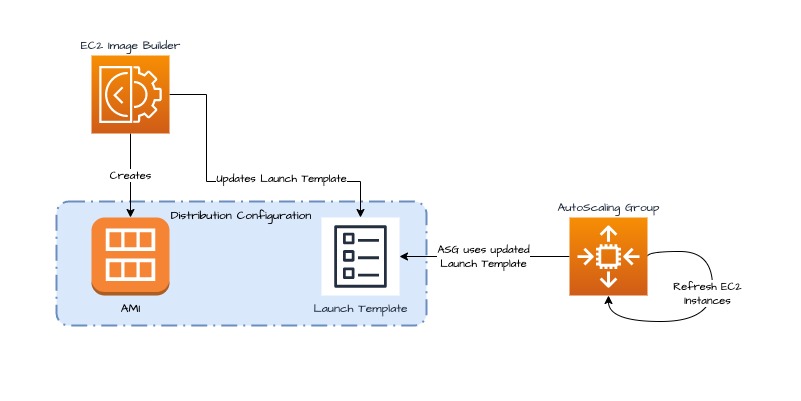 EC2 Image Builder
Creates
Updates Launch Template
Distribution Configuration
AMI
Launch Template
ASG uses updated
Launch Template
AutoScaling Group
Refresh EC2
Instances